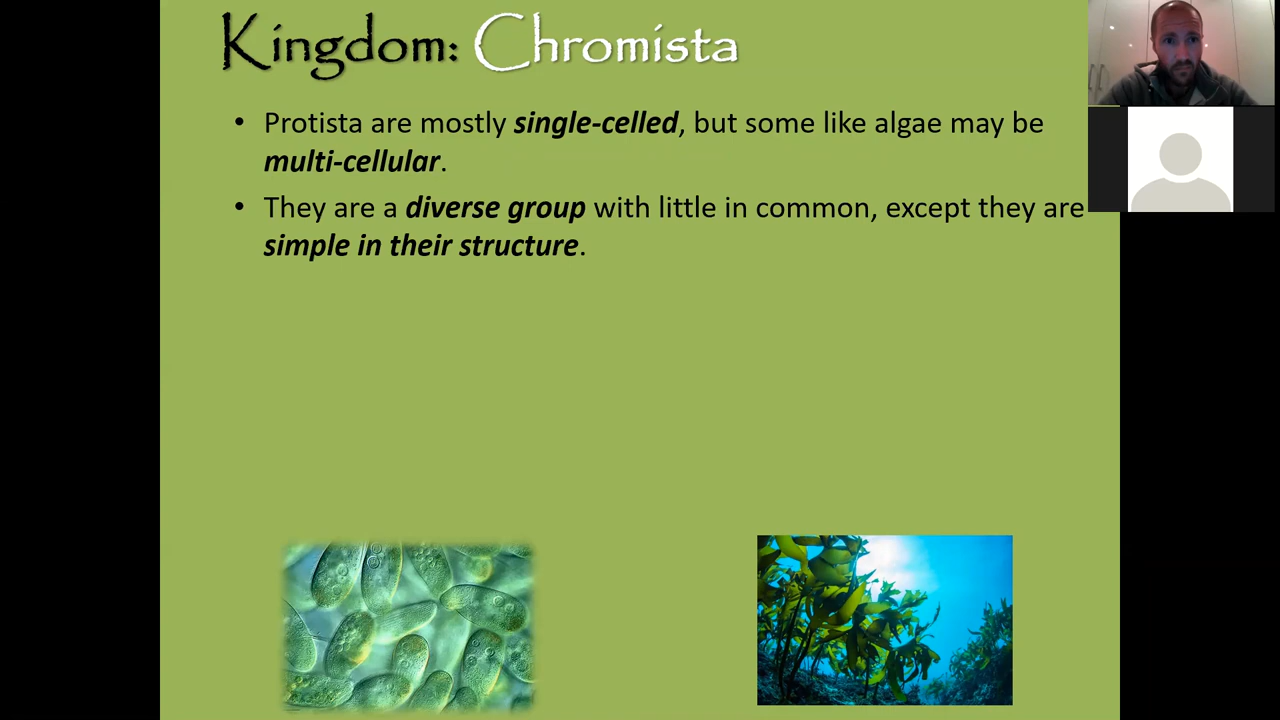 Kingdom: Chromista
• Protista are mostly single-celled, but some like algae may be
multi-cellular.
• They are a diverse group with little in common, except they are
simple in their structure.